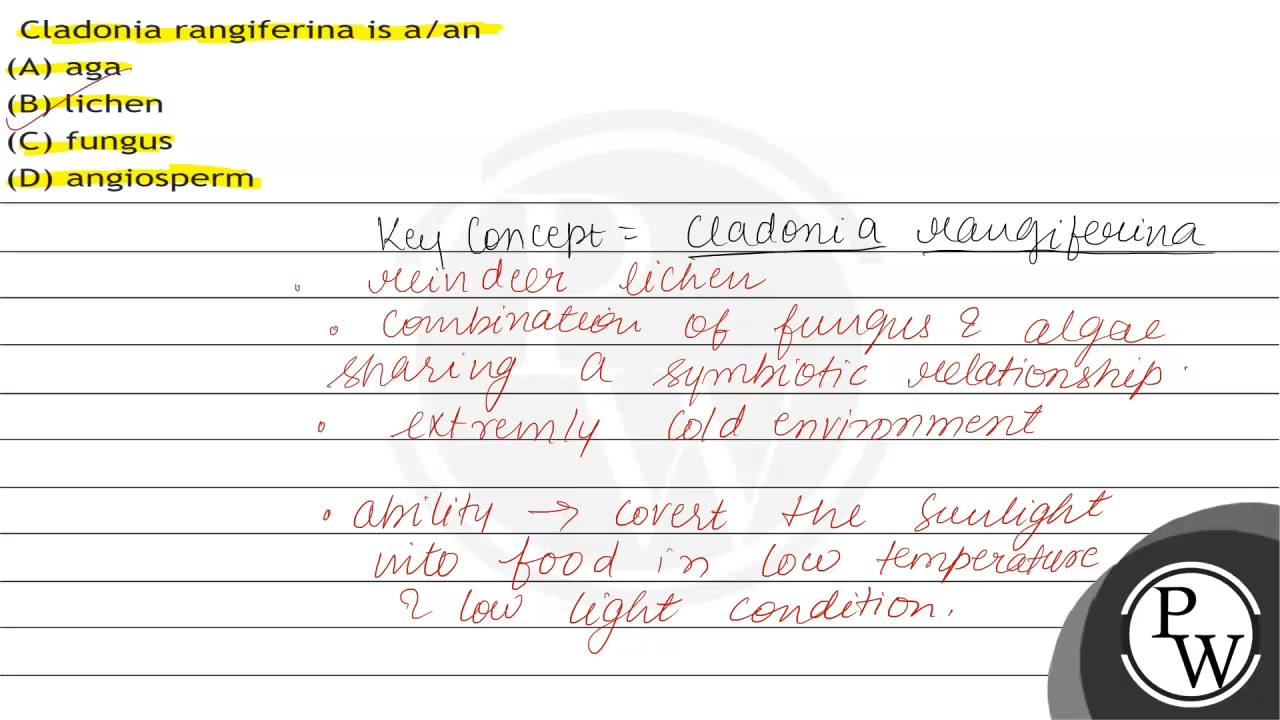 Cladonia rangiferina is a/an
(A) aga
(B) lichen
(C) fungus
(D) angiosperm
Key Concept = Cladonia rangiferina
• reindeer lichen
• combination of fungus & algae
sharing a symbiotic relationship.
• extremly cold environment
• ability → covert the sunlight
into food in low temperature
& low light condition.
P
W
PW